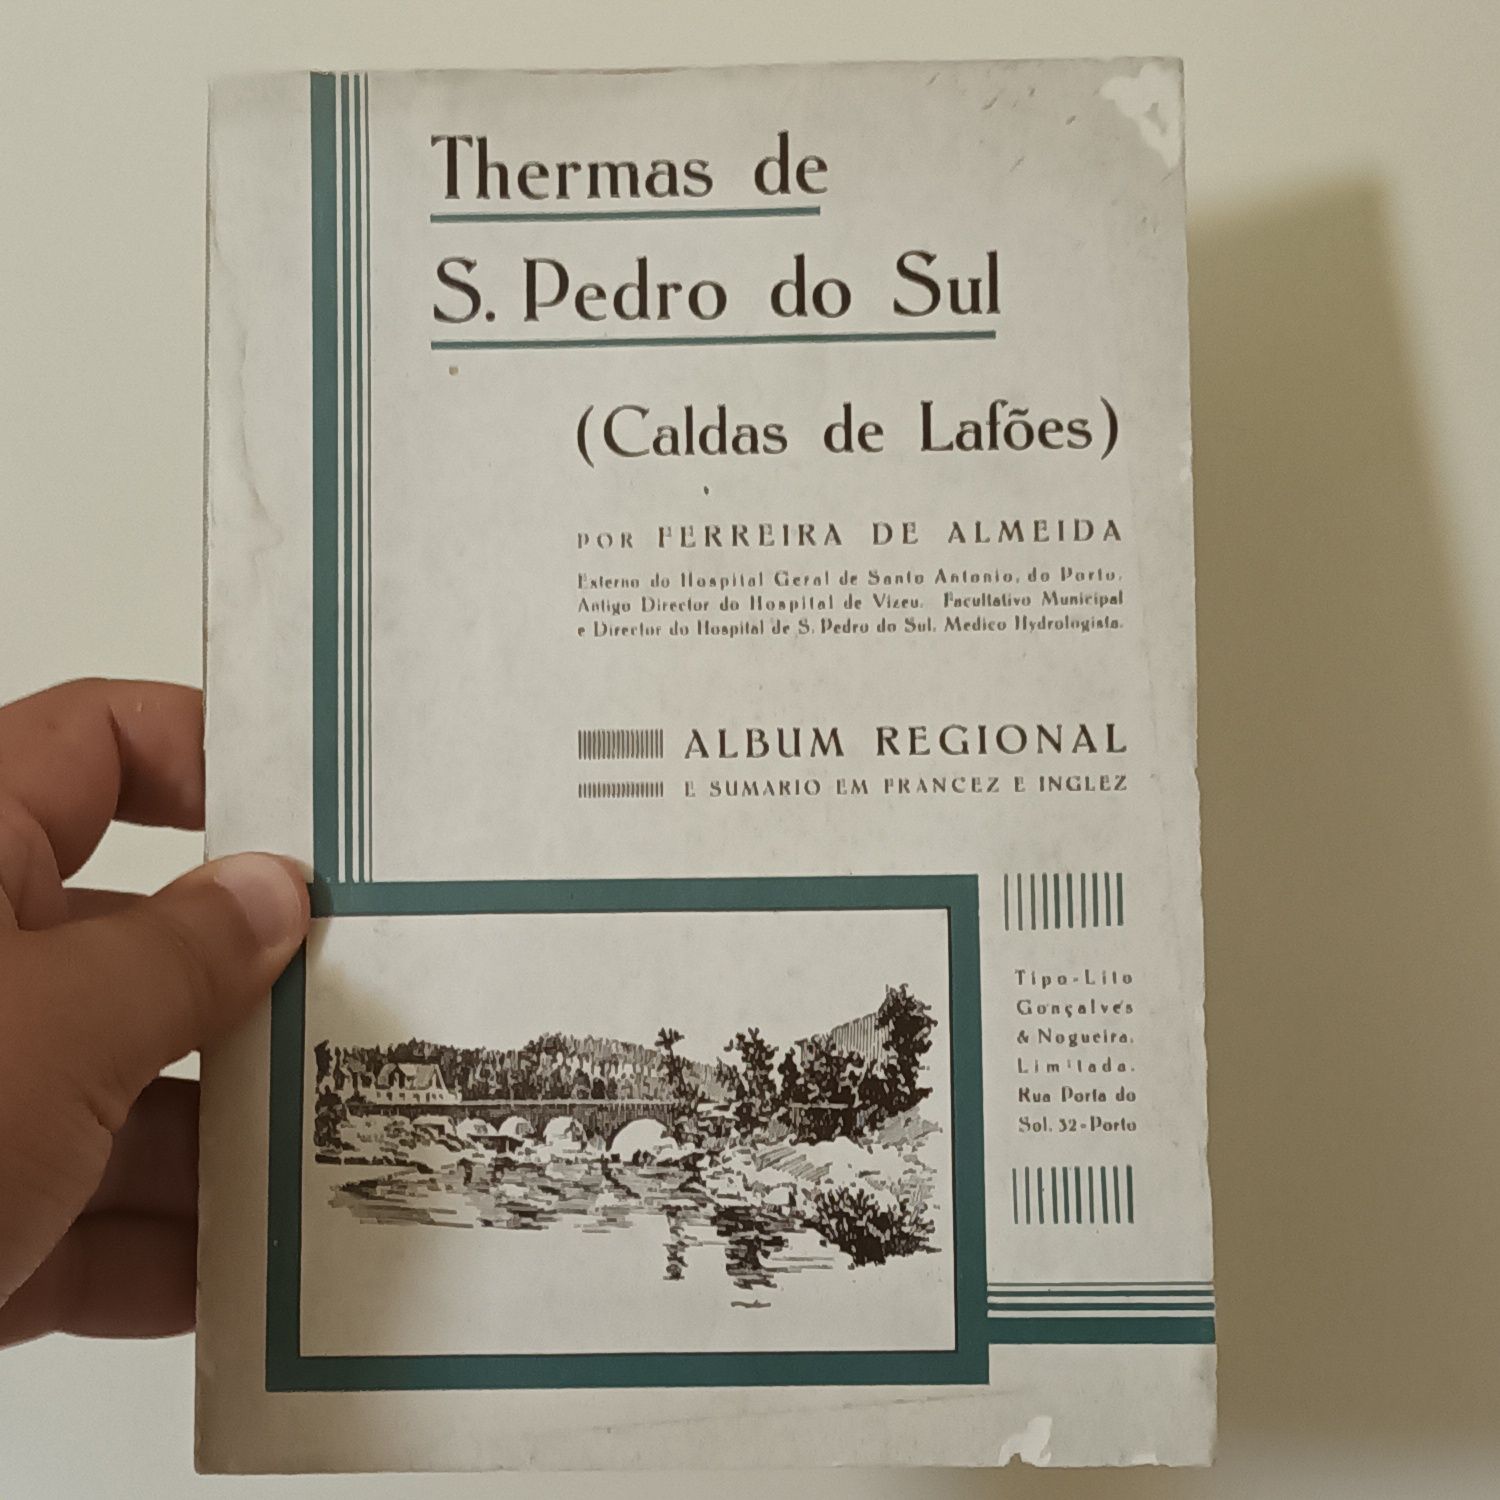 Thermas de
S. Pedro do Sul
(Caldas de Lafões)
POR FERREIRA DE ALMEIDA
Externo do Hospital Geral de Santo Antonio, do Porto,
Antigo Director do Hospital de Vizeu. Facultativo Municipal
e Director do Hospital de S. Pedro do Sul. Medico Hydrologista.
ALBUM REGIONAL
E SUMARIO EM FRANCEZ E INGLEZ
Tipo-Lito
Gonçalves
& Nogueira,
Limitada.
Rua Porta do
Sol, 32-Porto